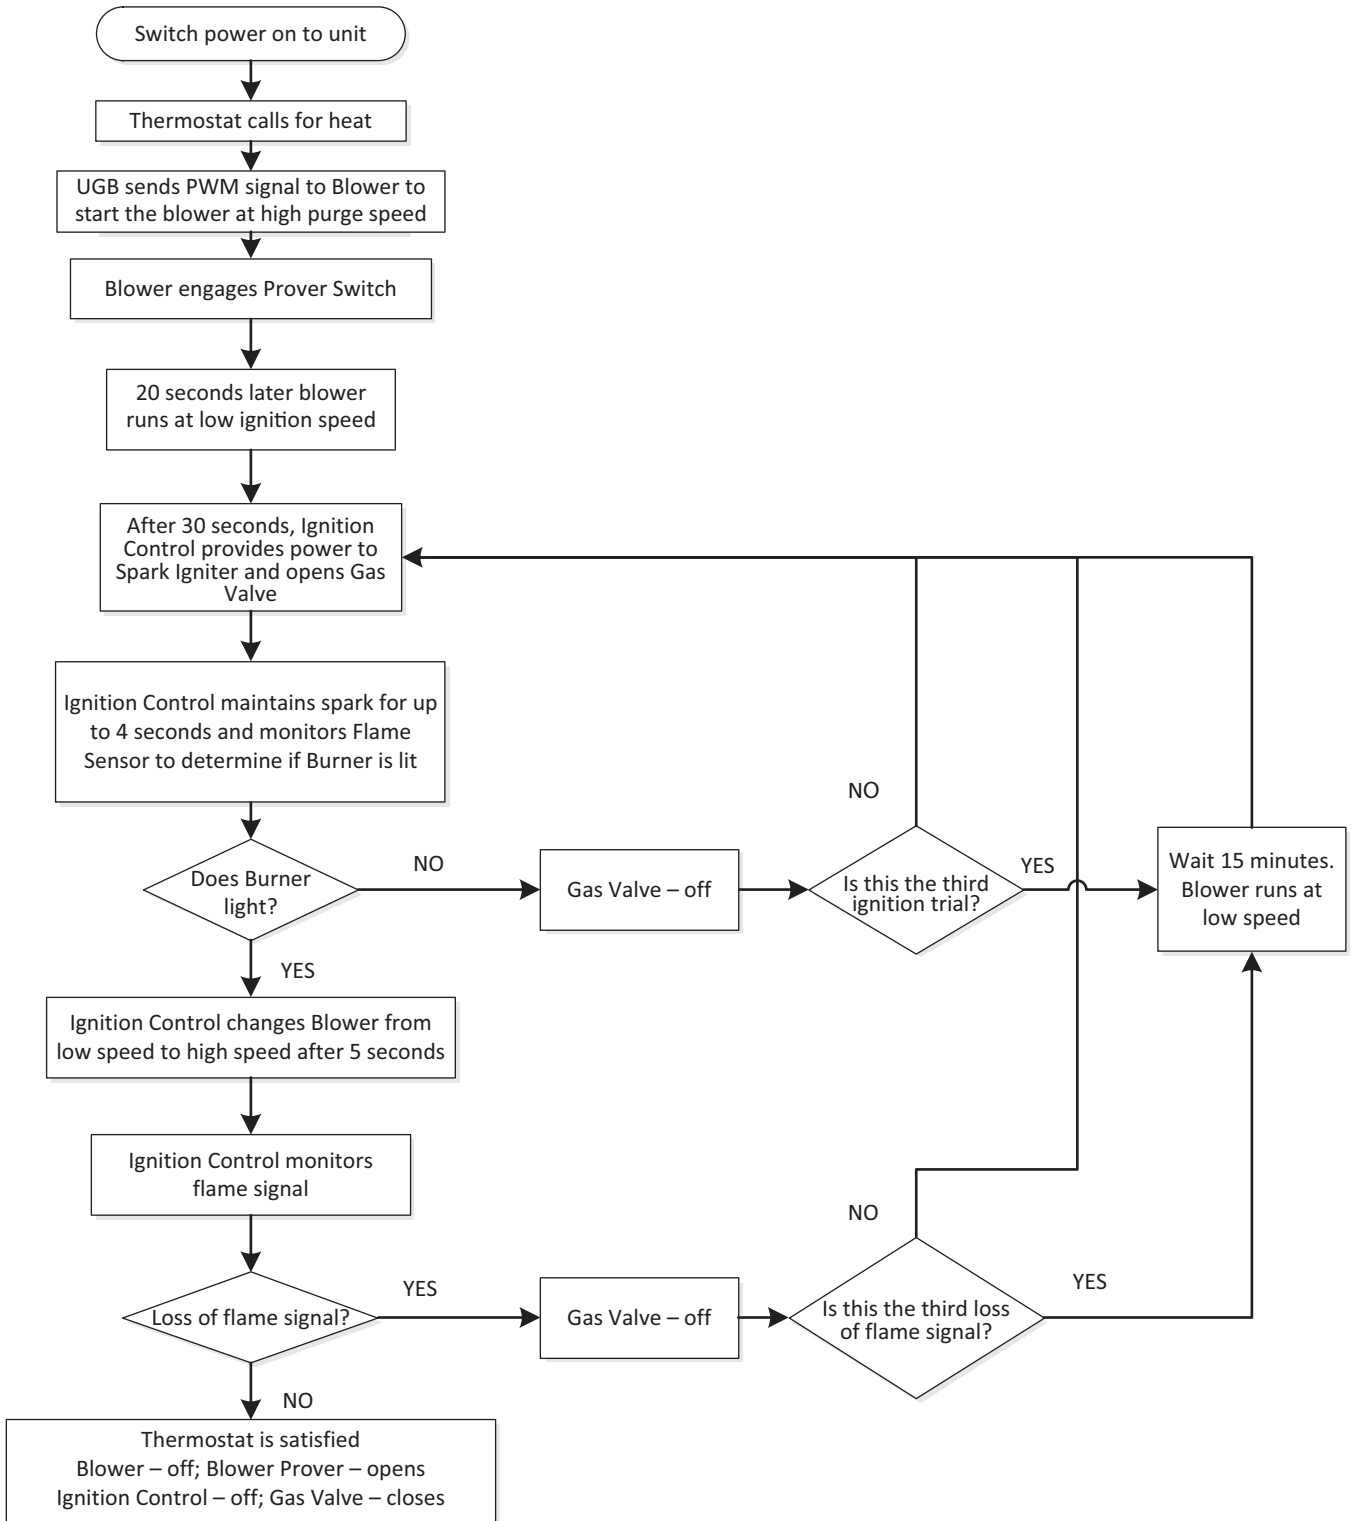 Switch power on to unit
Thermostat calls for heat
UGB sends PWM signal to Blower to
start the blower at high purge speed
Blower engages Prover Switch
20 seconds later blower
runs at low ignition speed
After 30 seconds, Ignition
Control provides power to
Spark Igniter and opens Gas
Valve
Ignition Control maintains spark for up
to 4 seconds and monitors Flame
Sensor to determine if Burner is lit
Does Burner
light?
NO
Gas Valve – off
Is this the third
ignition trial?
NO
YES
Wait 15 minutes.
Blower runs at
low speed
YES
Ignition Control changes Blower from
low speed to high speed after 5 seconds
Ignition Control monitors
flame signal
Loss of flame signal?
YES
Gas Valve – off
Is this the third loss
of flame signal?
NO
YES
NO
Thermostat is satisfied
Blower – off; Blower Prover – opens
Ignition Control – off; Gas Valve – closes